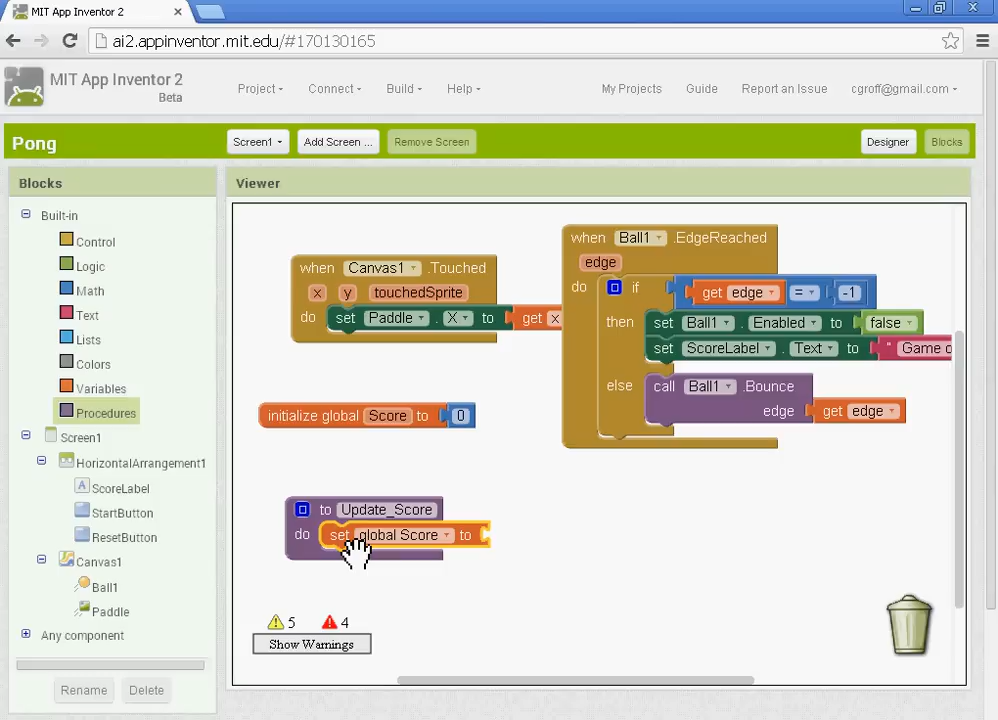 MIT App Inventor 2
ai2.appinventor.mit.edu/#170130165
MIT App Inventor 2
Beta
Project
Connect
Build
Help
My Projects
Guide
Report an Issue
cgroff@gmail.com
Pong
Screen1
Add Screen ...
Remove Screen
Designer
Blocks
Blocks
Viewer
Built-in
Control
Logic
Math
Text
Lists
Colors
Variables
Procedures
Screen1
HorizontalArrangement1
ScoreLabel
StartButton
ResetButton
Canvas1
Ball1
Paddle
Any component
Rename
Delete
when Canvas1 .Touched
x y touchedSprite
do set Paddle . X to get x
initialize global Score to 0
to Update_Score
do set global Score to
when Ball1 .EdgeReached
edge
do if get edge = -1
then set Ball1 . Enabled to false
set ScoreLabel . Text to " Game o
else call Ball1 .Bounce
edge get edge
5 4
Show Warnings